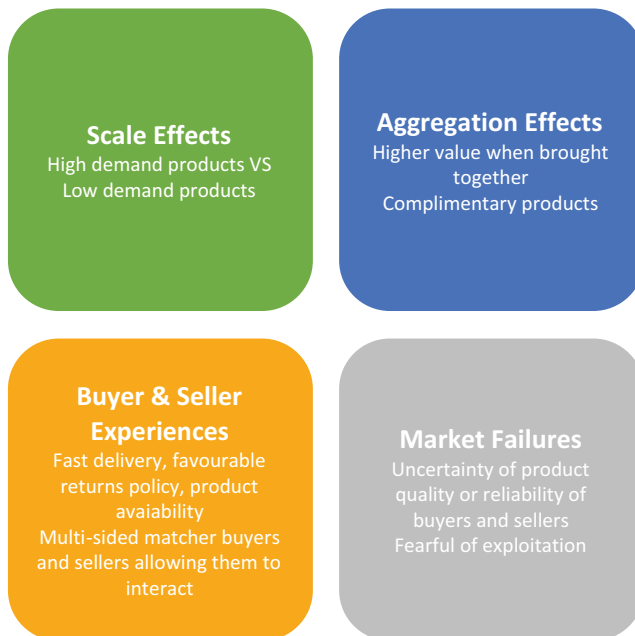 Scale Effects
High demand products VS
Low demand products
Aggregation Effects
Higher value when brought
together
Complimentary products
Buyer & Seller
Experiences
Fast delivery, favourable
returns policy, product
avaiability
Multi-sided matcher buyers
and sellers allowing them to
interact
Market Failures
Uncertainty of product
quality or reliability of
buyers and sellers
Fearful of exploitation